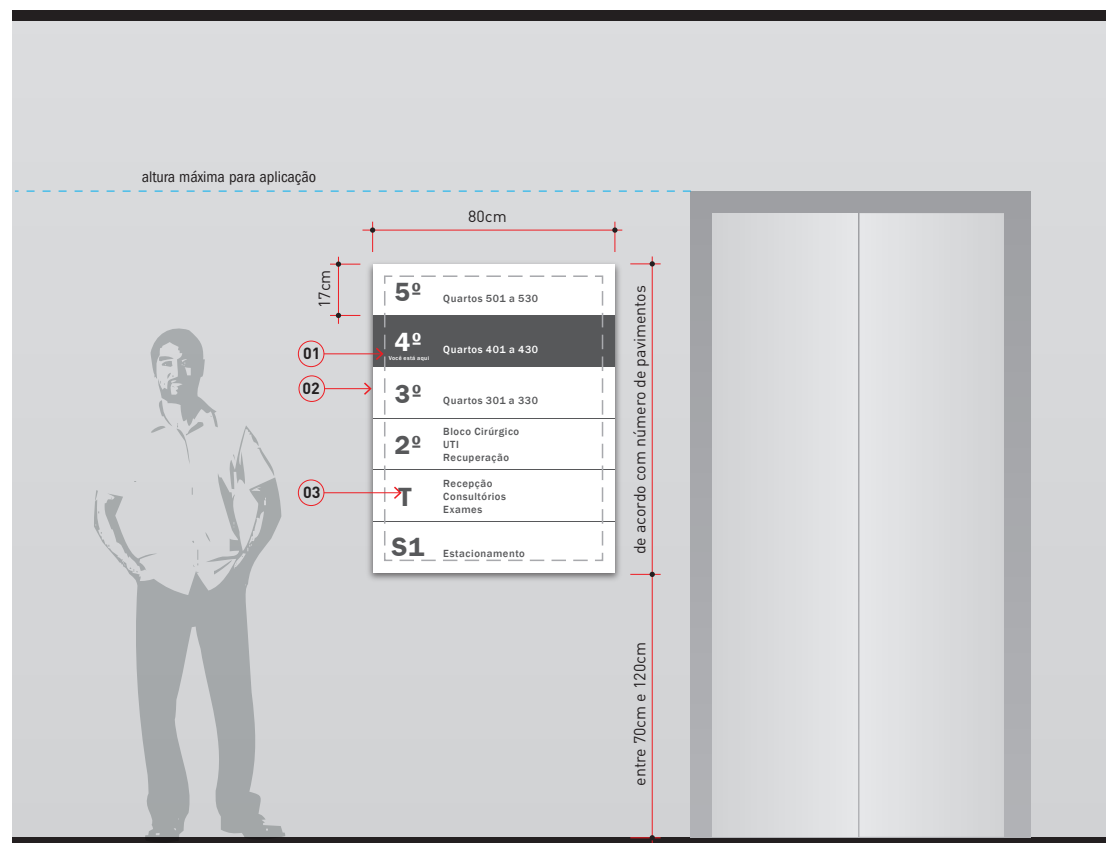 altura máxima para aplicação
80cm
17cm
5º Quartos 501 a 530
4º Quartos 401 a 430
Você está aqui
3º Quartos 301 a 330
2º
Bloco Cirúrgico
UTI
Recuperação
T
Recepção
Consultórios
Exames
S1 Estacionamento
01
02
03
de acordo com número de pavimentos
entre 70cm e 120cm